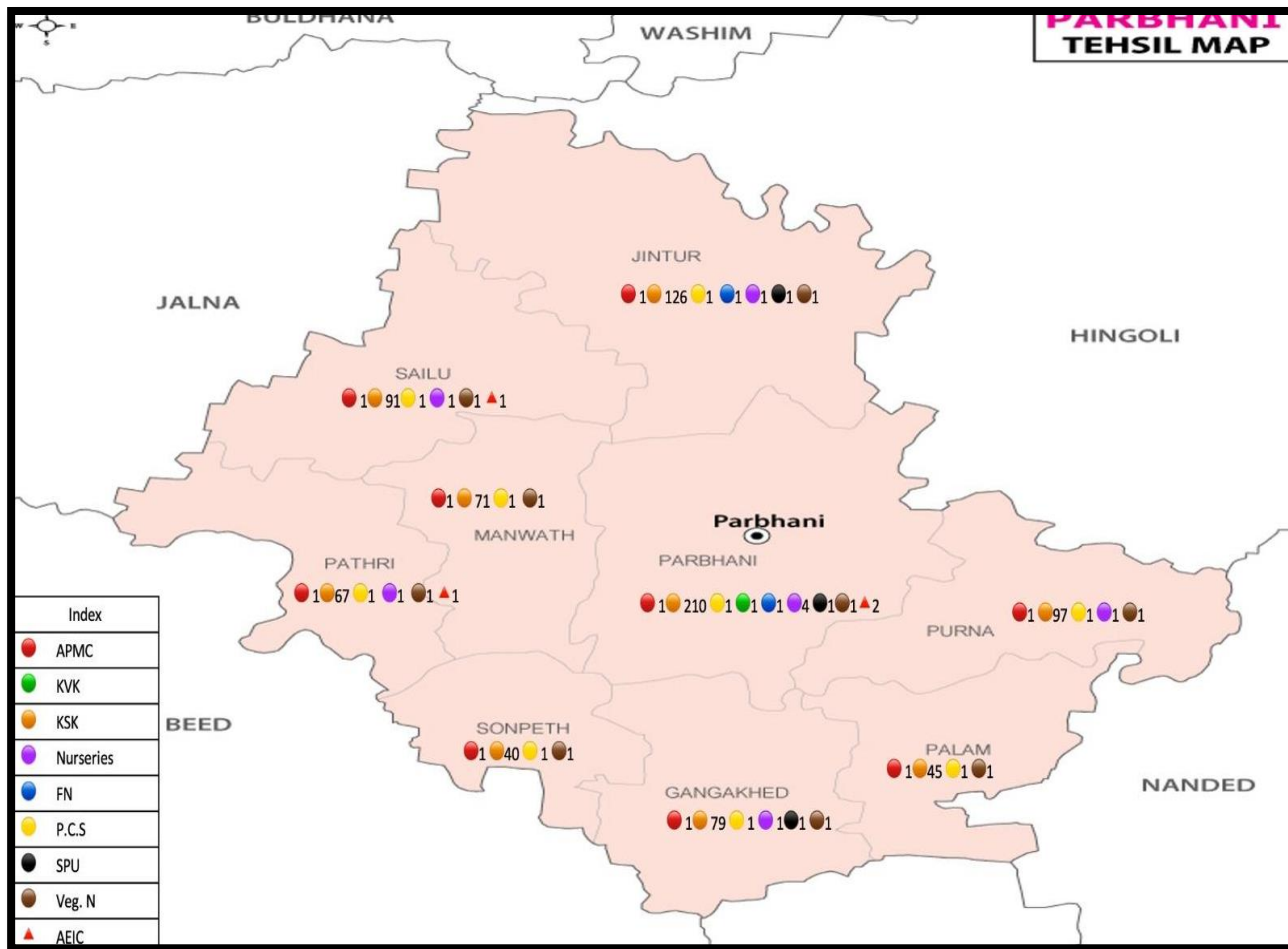 BULDHANA
WASHIM
PARBHANI
TEHSIL MAP
W E
S
JINTUR
1 126 1 1 1 1 1
JALNA
HINGOLI
SAILU
1 91 1 1 1 1
1 71 1 1
MANWATH
Parbhani
PATHRI
1 67 1 1 1 1
PARBHANI
1 210 1 1 1 4 1 1 2
PURNA
1 97 1 1 1
BEED
SONPETH
1 40 1 1
PALAM
1 45 1 1
GANGAKHED
1 79 1 1 1 1
NANDED
Index
APMC
KVK
KSK
Nurseries
FN
P.C.S
SPU
Veg. N
AEIC